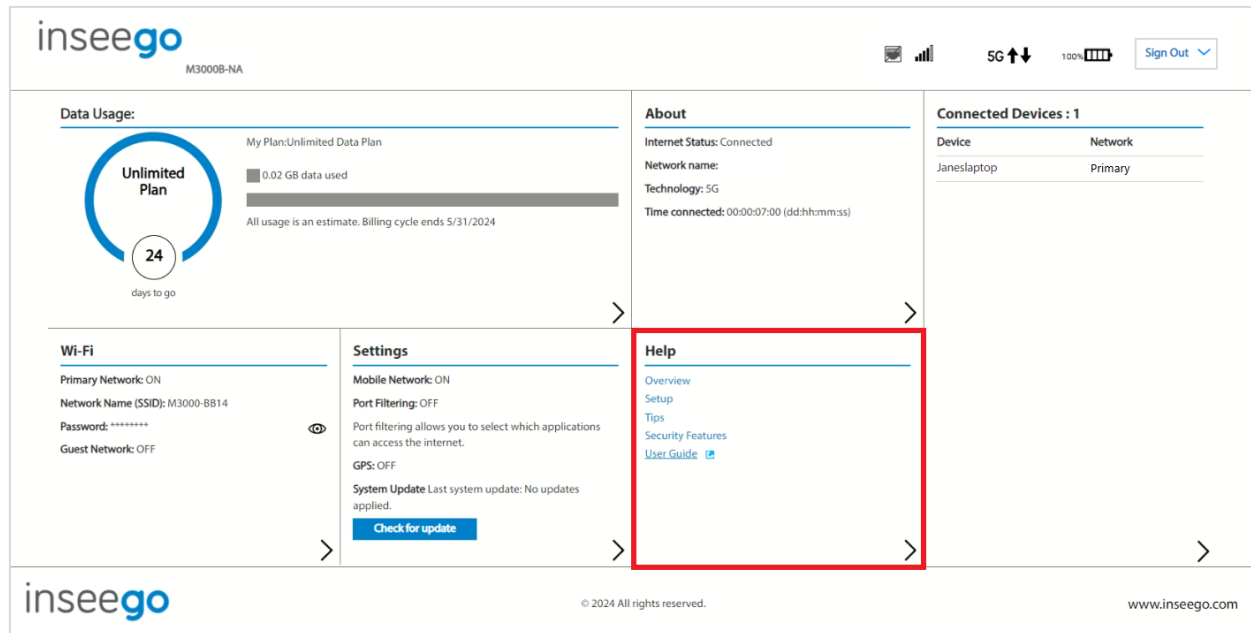 inseego
M3000B-NA
5G
100%
Sign Out
Data Usage:
Unlimited
Plan
24
days to go
My Plan:Unlimited Data Plan
0.02 GB data used
All usage is an estimate. Billing cycle ends 5/31/2024
About
Internet Status: Connected
Network name:
Technology: 5G
Time connected: 00:00:07:00 (dd:hh:mm:ss)
Connected Devices : 1
Device Network
Janeslaptop Primary
Wi-Fi
Primary Network: ON
Network Name (SSID): M3000-BB14
Password: ********
Guest Network: OFF
Settings
Mobile Network: ON
Port Filtering: OFF
Port filtering allows you to select which applications
can access the internet.
GPS: OFF
System Update Last system update: No updates
applied.
Check for update
Help
Overview
Setup
Tips
Security Features
User Guide
inseego
© 2024 All rights reserved.
www.inseego.com